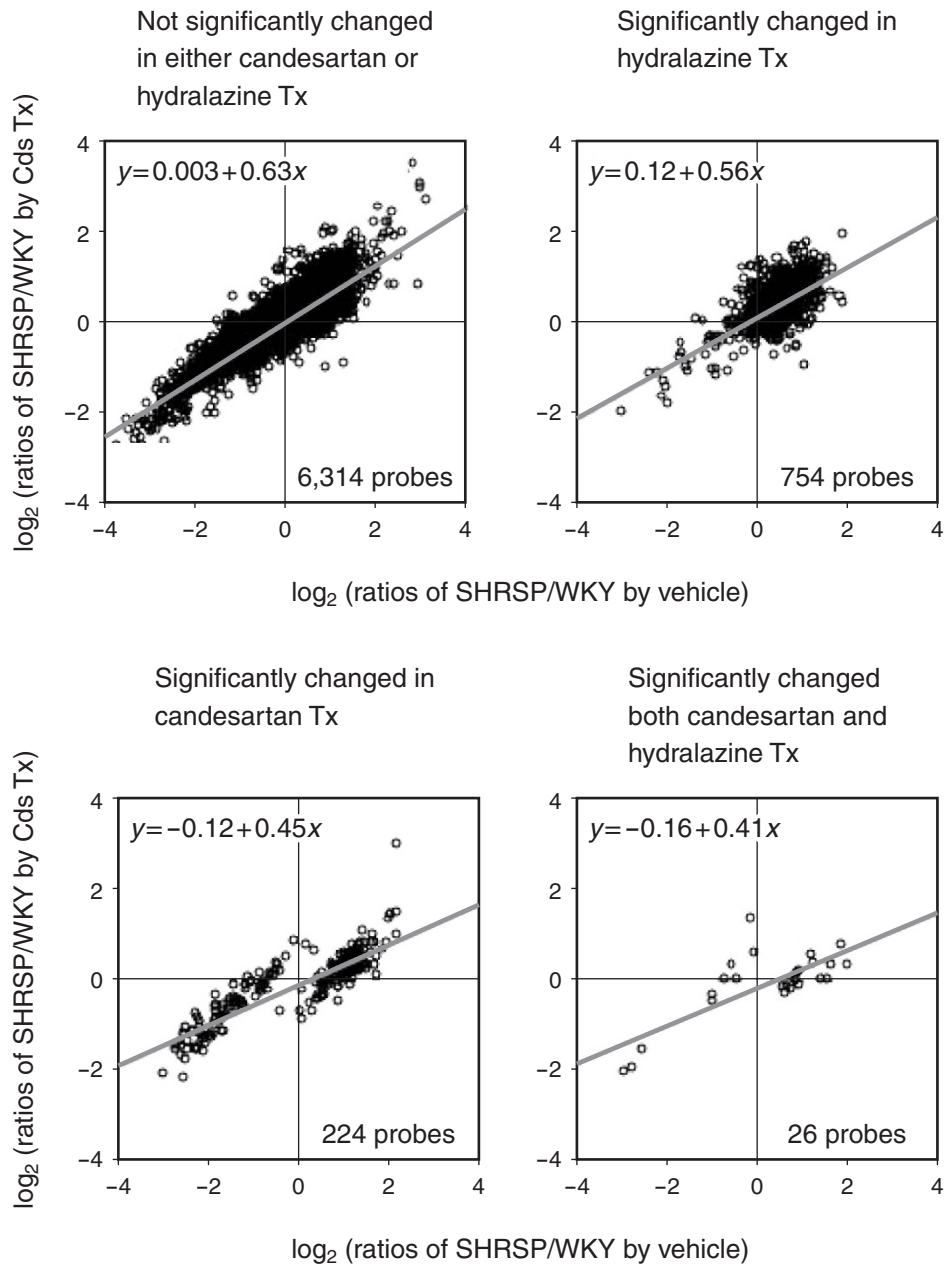 Not significantly changed
in either candesartan or
hydralazine Tx
Significantly changed in
hydralazine Tx
log₂ (ratios of SHRSP/WKY by Cds Tx)
4
2
0
−2
−4
y=0.003+0.63x
6,314 probes
−4 −2 0 2 4
4
2
0
−2
−4
y=0.12+0.56x
754 probes
−4 −2 0 2 4
log₂ (ratios of SHRSP/WKY by vehicle)
Significantly changed in
candesartan Tx
Significantly changed
both candesartan and
hydralazine Tx
log₂ (ratios of SHRSP/WKY by Cds Tx)
4
2
0
−2
−4
y=−0.12+0.45x
224 probes
−4 −2 0 2 4
4
2
0
−2
−4
y=−0.16+0.41x
26 probes
−4 −2 0 2 4
log₂ (ratios of SHRSP/WKY by vehicle)